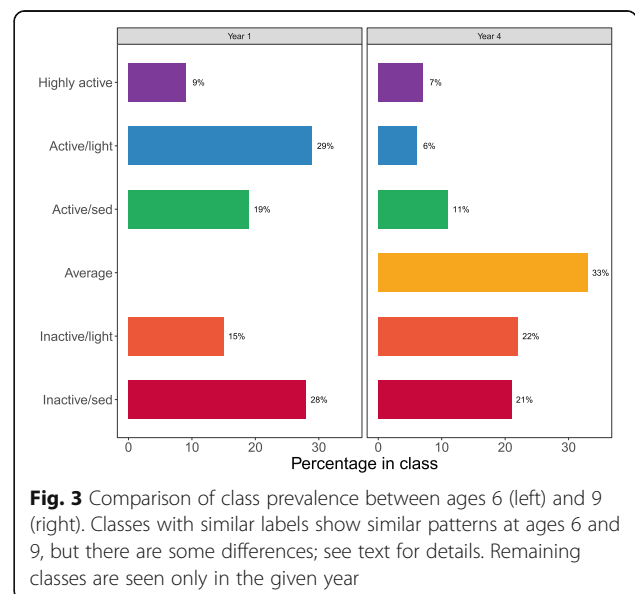 Year 1 Year 4
Highly active 9% 7%
Active/light 29% 6%
Active/sed 19% 11%
Average 33%
Inactive/light 15% 22%
Inactive/sed 28% 21%
0 10 20 30 0 10 20 30
Percentage in class
Fig. 3 Comparison of class prevalence between ages 6 (left) and 9
(right). Classes with similar labels show similar patterns at ages 6 and
9, but there are some differences; see text for details. Remaining
classes are seen only in the given year